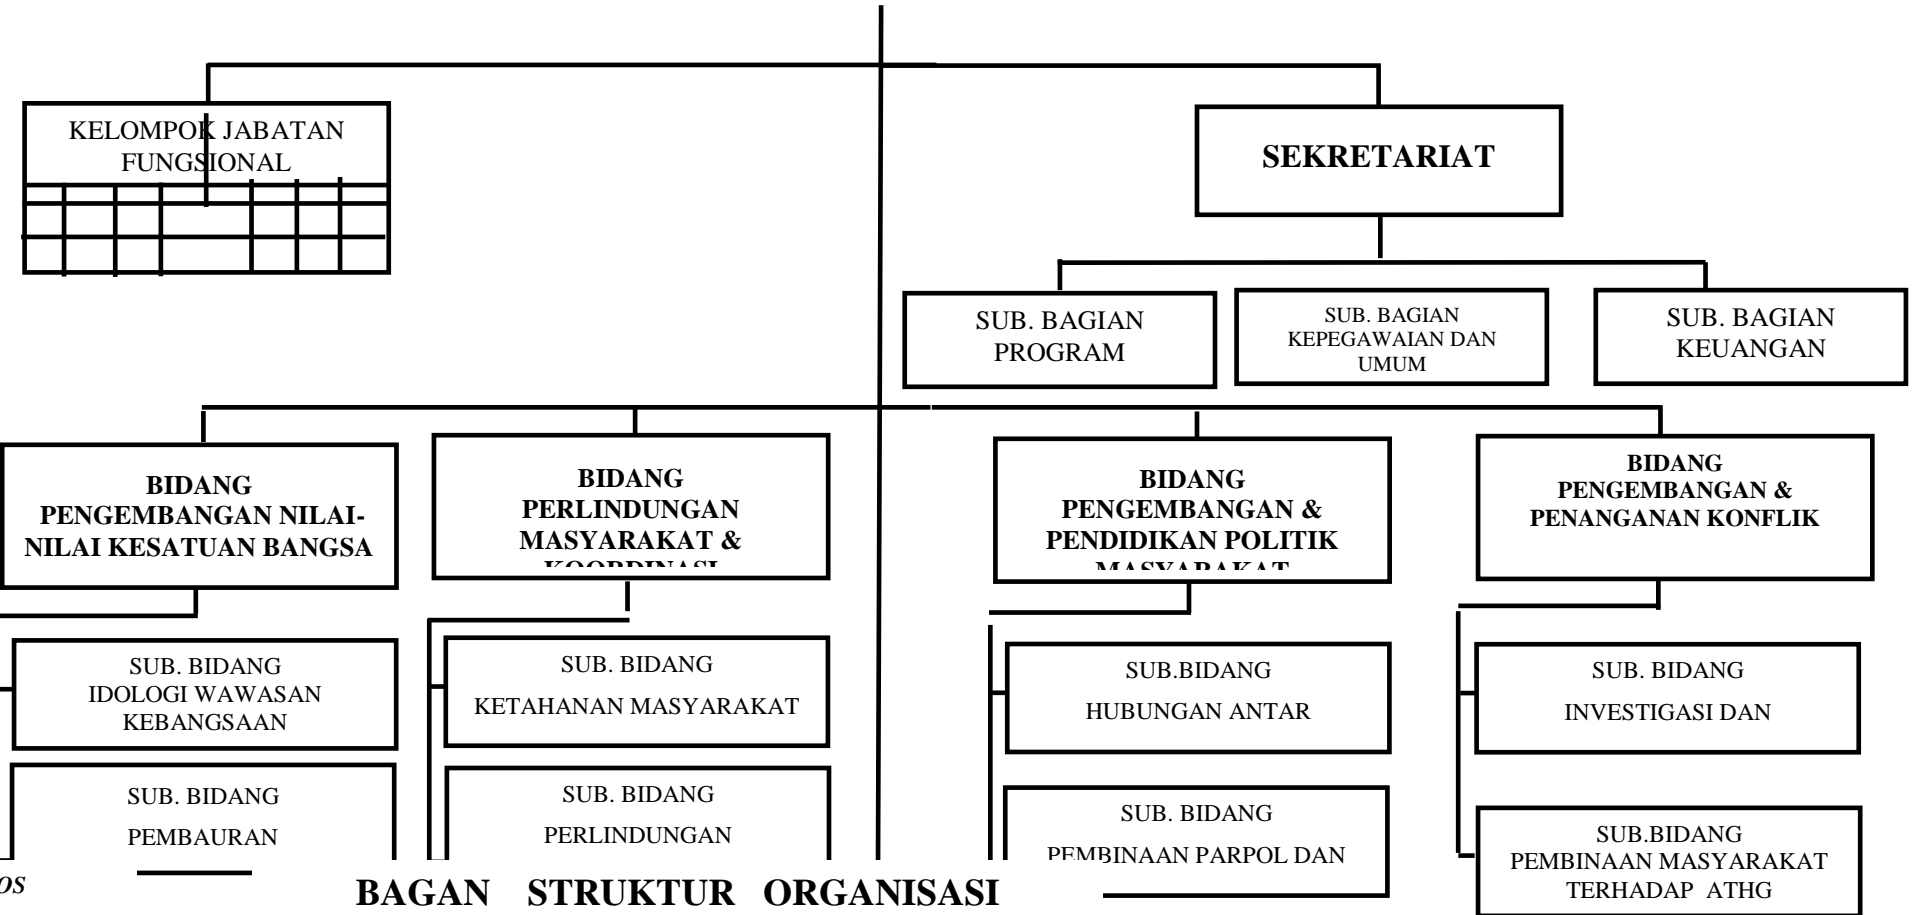 KELOMPOK JABATAN
FUNGSIONAL
SEKRETARIAT
SUB. BAGIAN
PROGRAM
SUB. BAGIAN
KEPEGAWAIAN DAN
UMUM
SUB. BAGIAN
KEUANGAN
BIDANG
PENGEMBANGAN NILAI-
NILAI KESATUAN BANGSA
BIDANG
PERLINDUNGAN
MASYARAKAT &
KOORDINASI
BIDANG
PENGEMBANGAN &
PENDIDIKAN POLITIK
MASYARAKAT
BIDANG
PENGEMBANGAN &
PENANGANAN KONFLIK
SUB. BIDANG
IDOLOGI WAWASAN
KEBANGSAAN
SUB. BIDANG
KETAHANAN MASYARAKAT
SUB.BIDANG
HUBUNGAN ANTAR
SUB. BIDANG
INVESTIGASI DAN
SUB. BIDANG
PEMBAURAN
SUB. BIDANG
PERLINDUNGAN
SUB. BIDANG
PEMBINAAN PARPOL DAN
SUB.BIDANG
PEMBINAAN MASYARAKAT
TERHADAP ATHG
OS
BAGAN STRUKTUR ORGANISASI